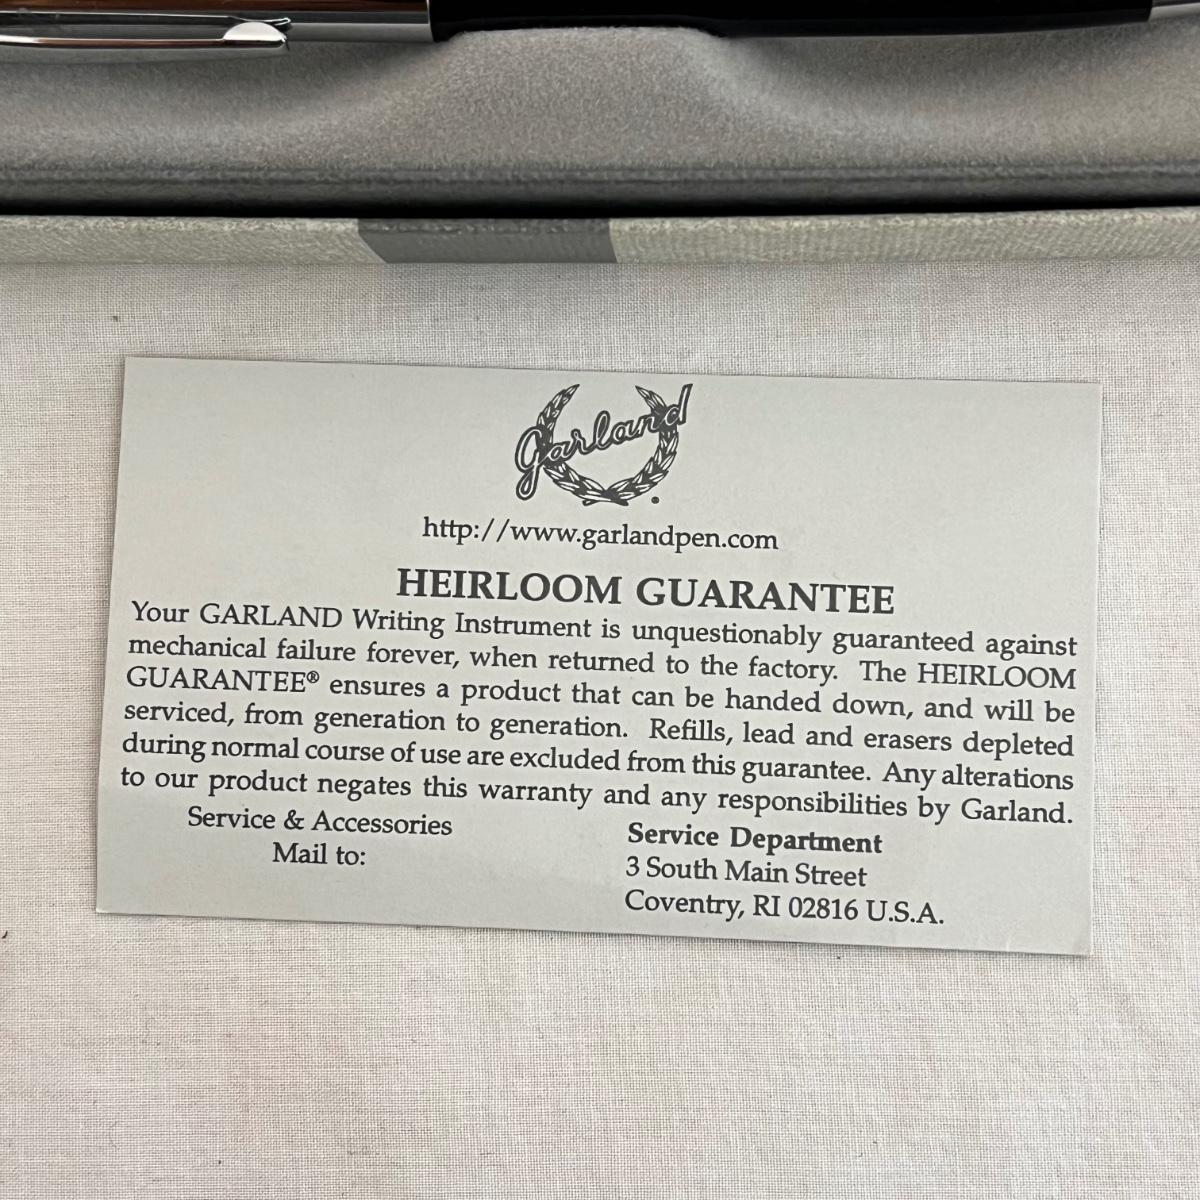 Garland
http://www.garlandpen.com
HEIRLOOM GUARANTEE
Your GARLAND Writing Instrument is unquestionably guaranteed against
mechanical failure forever, when returned to the factory. The HEIRLOOM
GUARANTEE® ensures a product that can be handed down, and will be
serviced, from generation to generation. Refills, lead and erasers depleted
during normal course of use are excluded from this guarantee. Any alterations
to our product negates this warranty and any responsibilities by Garland.
Service & Accessories
Mail to:
Service Department
3 South Main Street
Coventry, RI 02816 U.S.A.